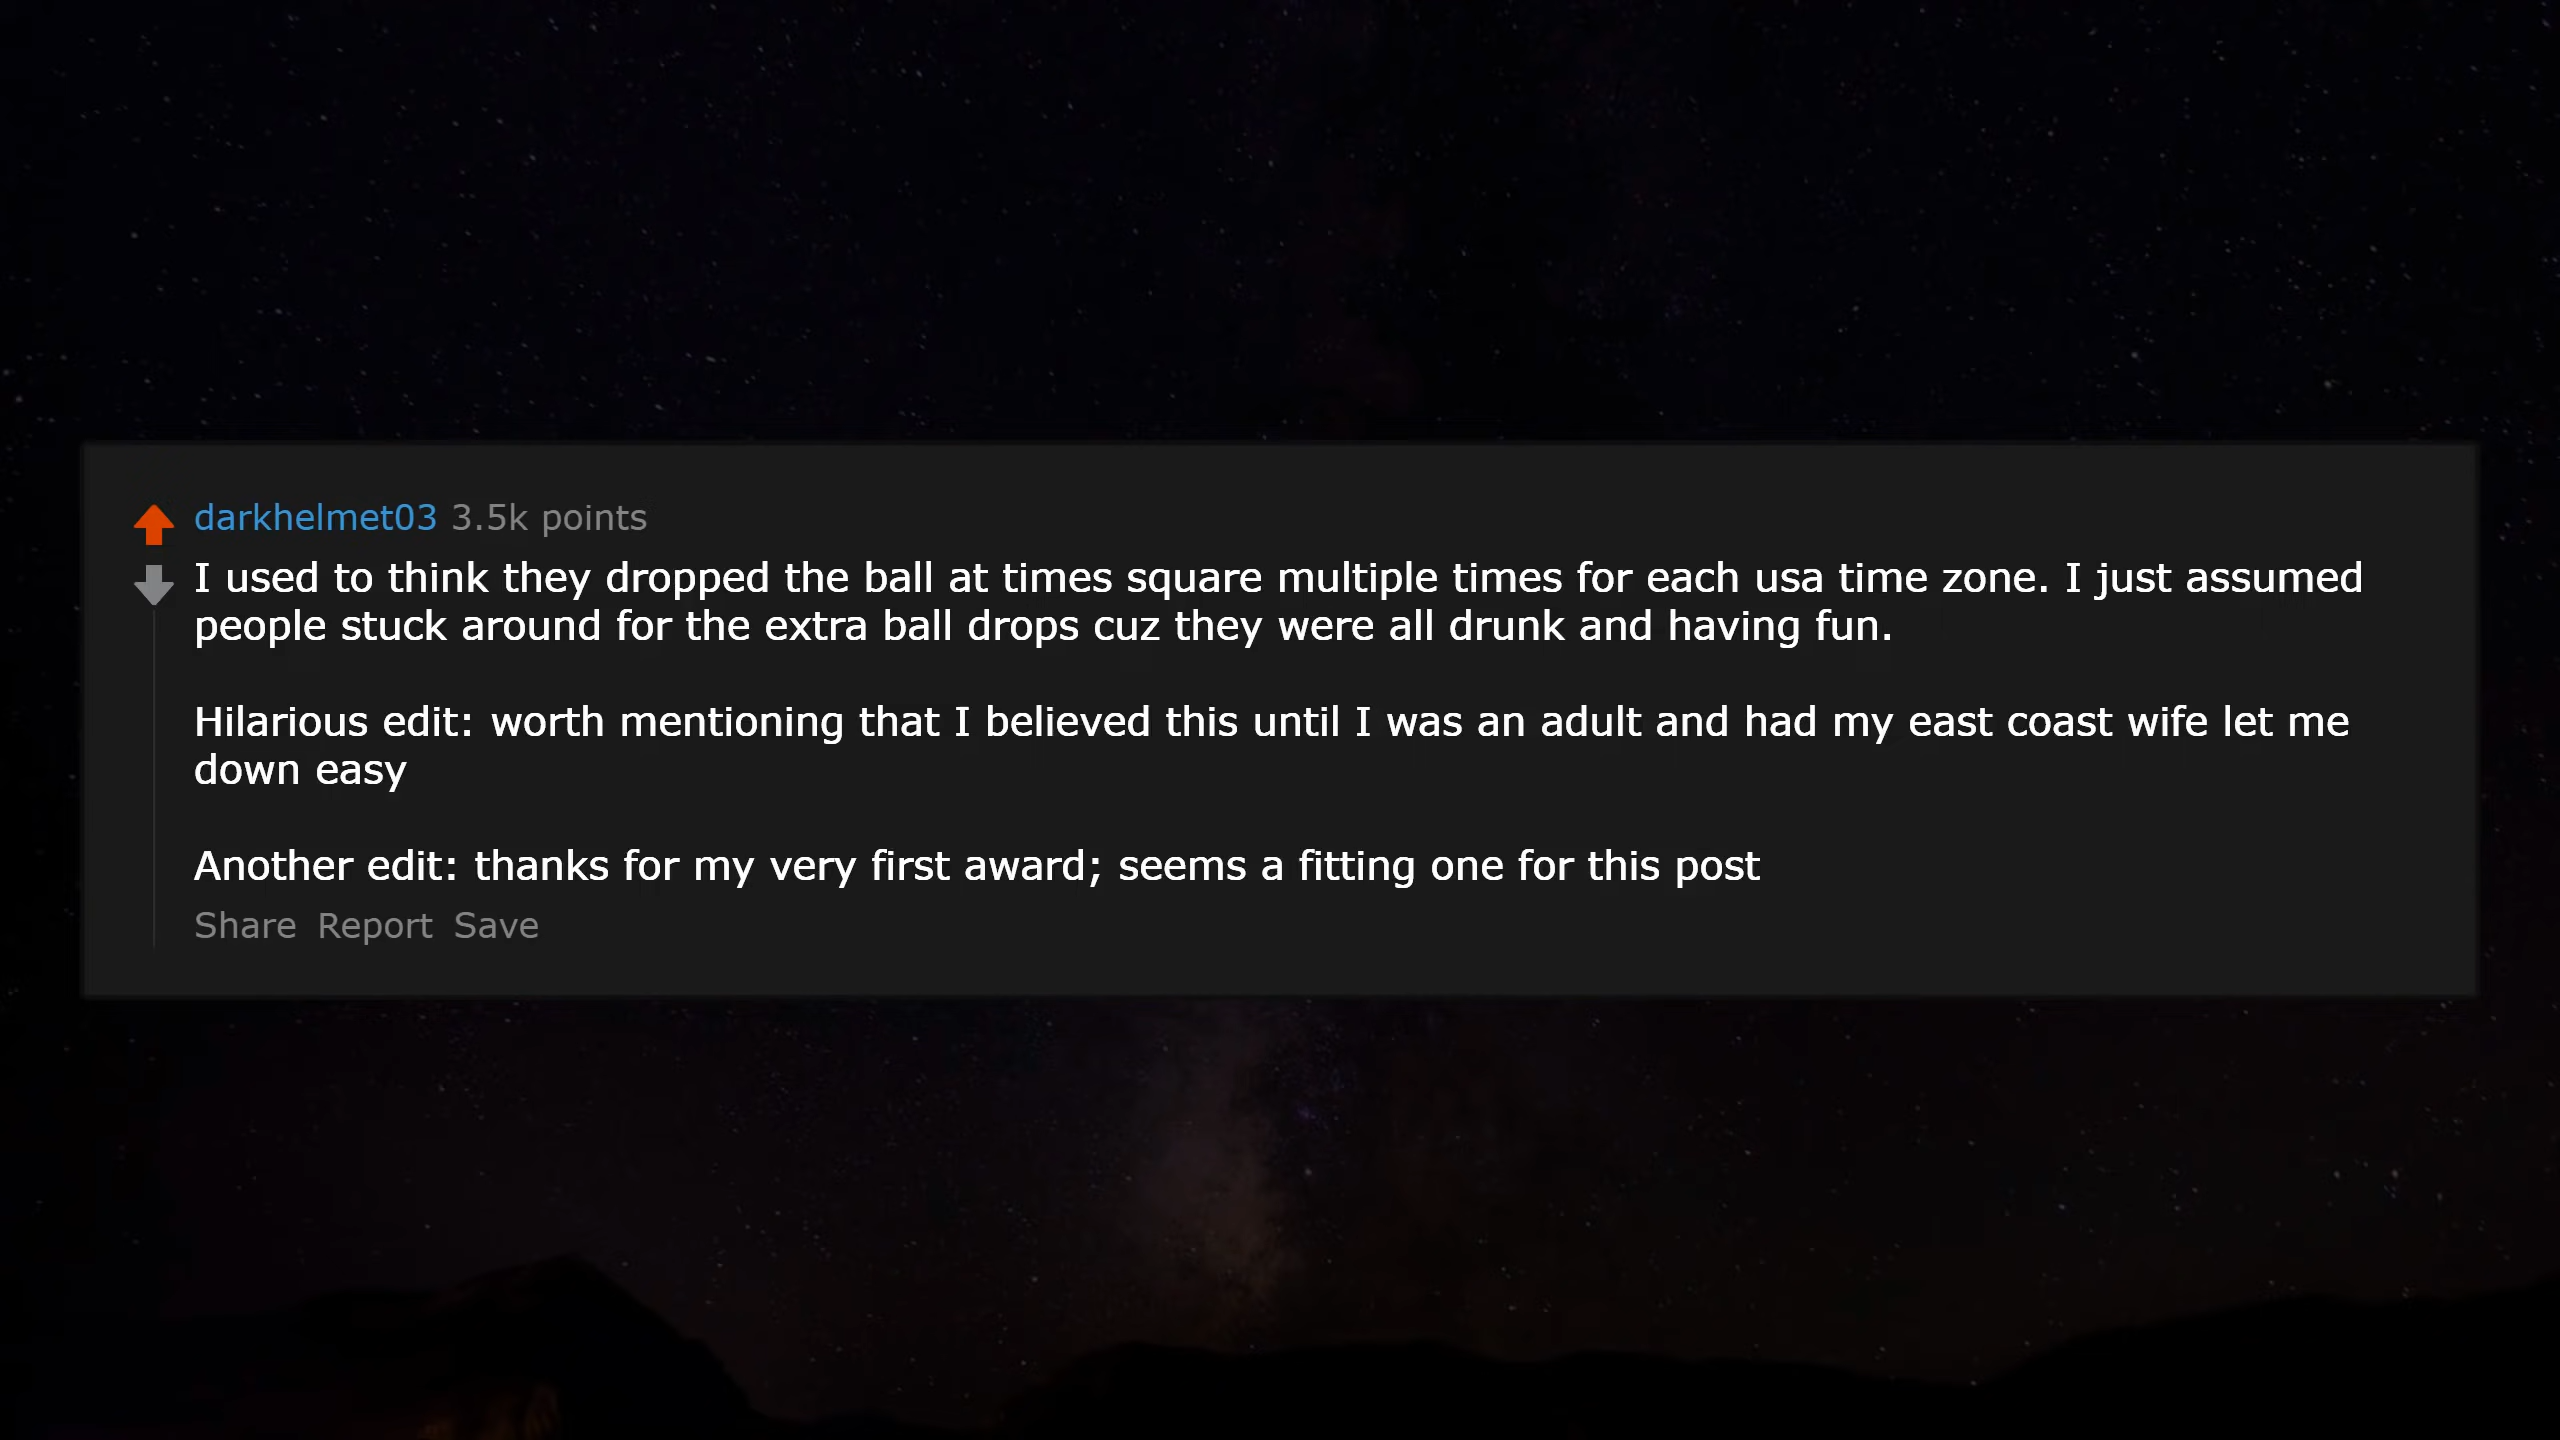 darkhelmet03 3.5k points
I used to think they dropped the ball at times square multiple times for each usa time zone. I just assumed
people stuck around for the extra ball drops cuz they were all drunk and having fun.
Hilarious edit: worth mentioning that I believed this until I was an adult and had my east coast wife let me
down easy
Another edit: thanks for my very first award; seems a fitting one for this post
Share Report Save